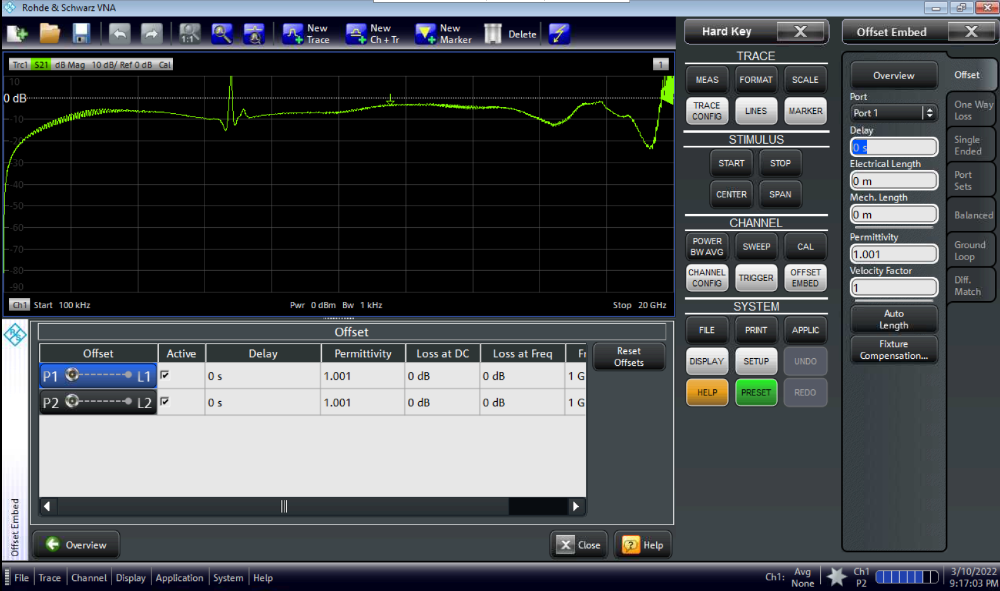 Rohde & Schwarz VNA
1:1
New Trace
New Ch + Tr
New Marker
Delete
Trc1 S21 dB Mag 10 dB/ Ref 0 dB Cal
1
10
0 dB
-10
-20
-30
-40
-50
-60
-70
-80
-90
Ch1 Start 100 kHz
Pwr 0 dBm Bw 1 kHz
Stop 20 GHz
Offset Embed
Offset
Offset Active Delay Permittivity Loss at DC Loss at Freq Fr
P1 L1 0 s 1.001 0 dB 0 dB 1 G
P2 L2 0 s 1.001 0 dB 0 dB 1 G
Reset
Offsets
Overview
Close
Help
Hard Key X
TRACE
MEAS FORMAT SCALE
TRACE CONFIG LINES MARKER
STIMULUS
START STOP
CENTER SPAN
CHANNEL
POWER BW AVG SWEEP CAL
CHANNEL CONFIG TRIGGER OFFSET EMBED
SYSTEM
FILE PRINT APPLIC
DISPLAY SETUP UNDO
HELP PRESET REDO
Offset Embed X
Overview
Port
Port 1
Delay
0 s
Electrical Length
0 m
Mech. Length
0 m
Permittivity
1.001
Velocity Factor
1
Auto
Length
Fixture
Compensation...
Offset
One Way
Loss
Single
Ended
Port
Sets
Balanced
Ground
Loop
Diff.
Match
File Trace Channel Display Application System Help
Ch1: Avg None
Ch1 P2
3/10/2022
9:17:03 PM